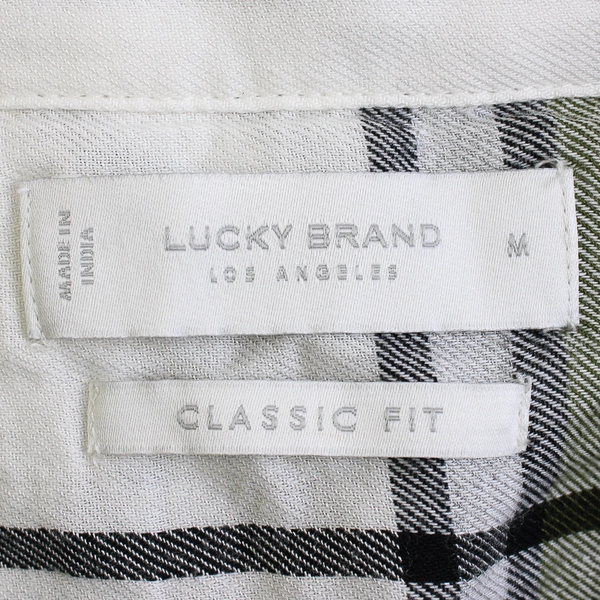 MADE IN
INDIA
LUCKY BRAND
LOS ANGELES
M
CLASSIC FIT